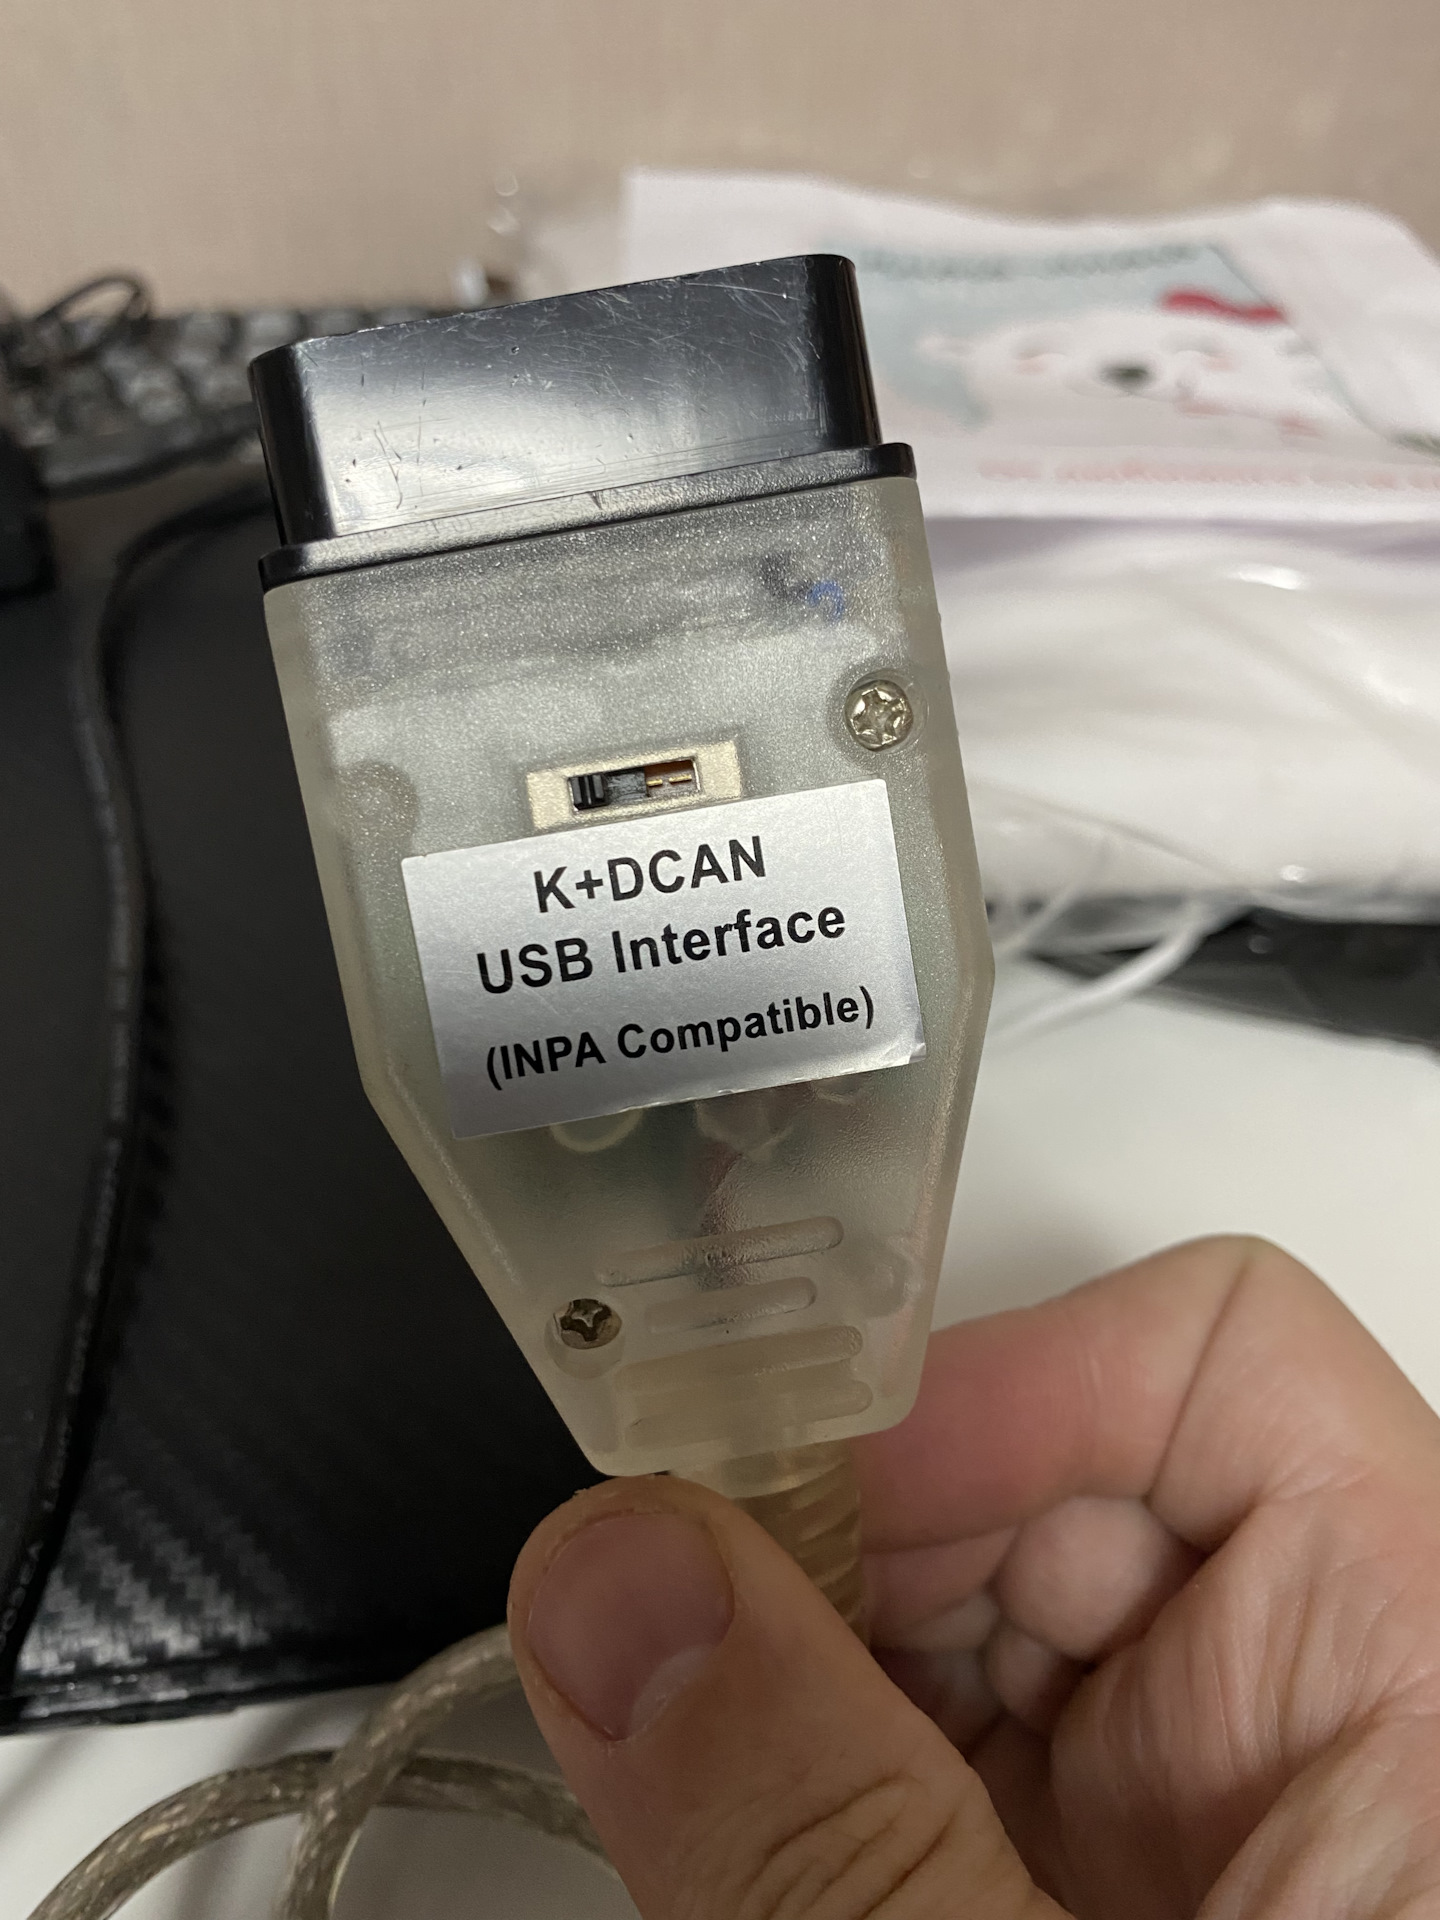 K+DCAN
USB Interface
(INPA Compatible)